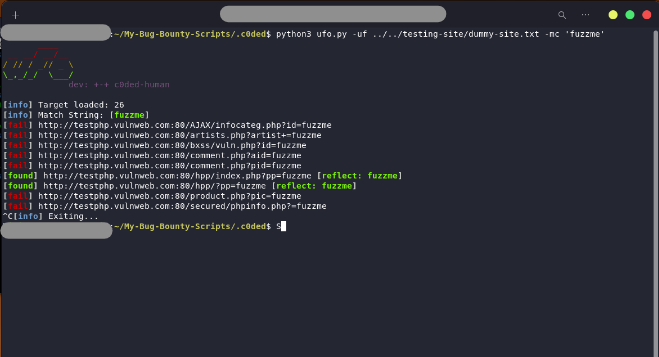 :~/My-Bug-Bounty-Scripts/.c0ded$ python3 ufo.py -uf ../../testing-site/dummy-site.txt -mc 'fuzzme'
dev: +-+ c0ded-human
[info] Target loaded: 26
[info] Match String: [fuzzme]
[fail] http://testphp.vulnweb.com:80/AJAX/infocateg.php?id=fuzzme
[fail] http://testphp.vulnweb.com:80/artists.php?artist+=fuzzme
[fail] http://testphp.vulnweb.com:80/bxss/vuln.php?id=fuzzme
[fail] http://testphp.vulnweb.com:80/comment.php?aid=fuzzme
[fail] http://testphp.vulnweb.com:80/comment.php?pid=fuzzme
[found] http://testphp.vulnweb.com:80/hpp/index.php?pp=fuzzme [reflect: fuzzme]
[found] http://testphp.vulnweb.com:80/hpp/?pp=fuzzme [reflect: fuzzme]
[fail] http://testphp.vulnweb.com:80/product.php?pic=fuzzme
[fail] http://testphp.vulnweb.com:80/secured/phpinfo.php?=fuzzme
^C[info] Exiting...
:~/My-Bug-Bounty-Scripts/.c0ded$ S